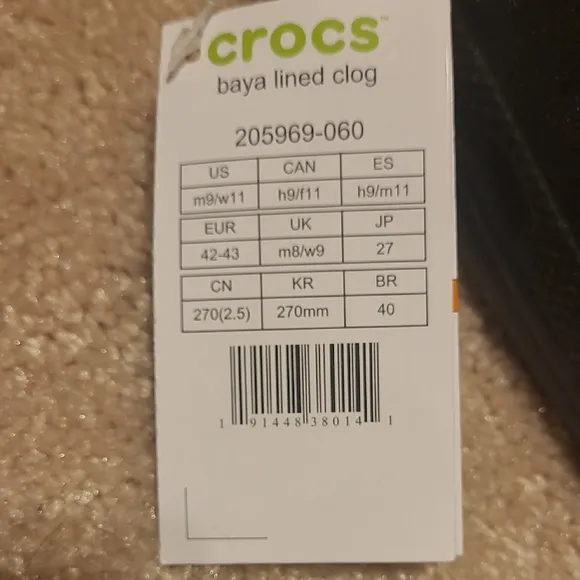 crocs™
baya lined clog
205969-060
US CAN ES
m9/w11 h9/f11 h9/m11
EUR UK JP
42-43 m8/w9 27
CN KR BR
270(2.5) 270mm 40
1 91448 38014 1